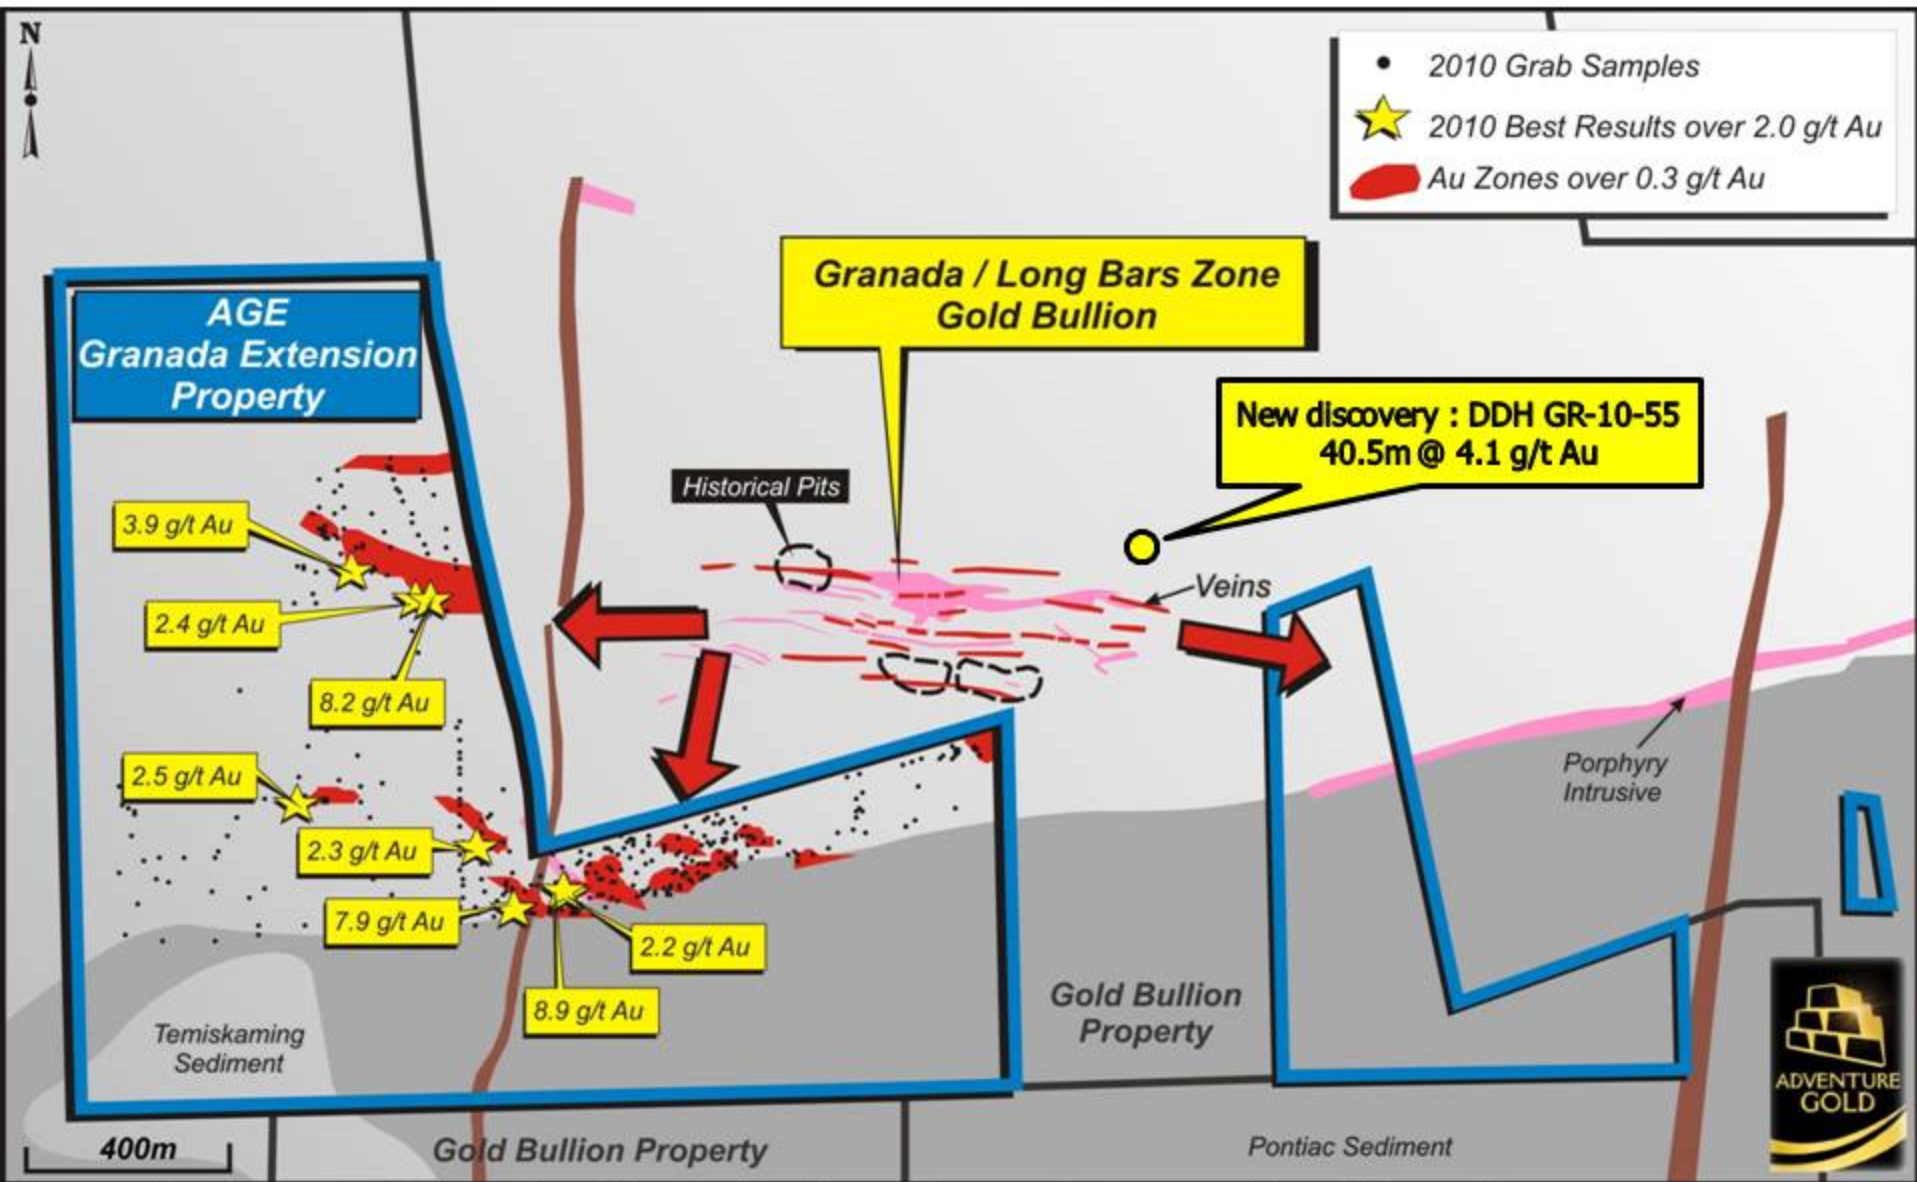 N
2010 Grab Samples
2010 Best Results over 2.0 g/t Au
Au Zones over 0.3 g/t Au
Granada / Long Bars Zone
Gold Bullion
AGE
Granada Extension
Property
New discovery : DDH GR-10-55
40.5m @ 4.1 g/t Au
Historical Pits
3.9 g/t Au
Veins
2.4 g/t Au
8.2 g/t Au
2.5 g/t Au
Porphyry
Intrusive
2.3 g/t Au
7.9 g/t Au
2.2 g/t Au
8.9 g/t Au
Gold Bullion
Property
Temiskaming
Sediment
ADVENTURE
GOLD
400m
Gold Bullion Property
Pontiac Sediment